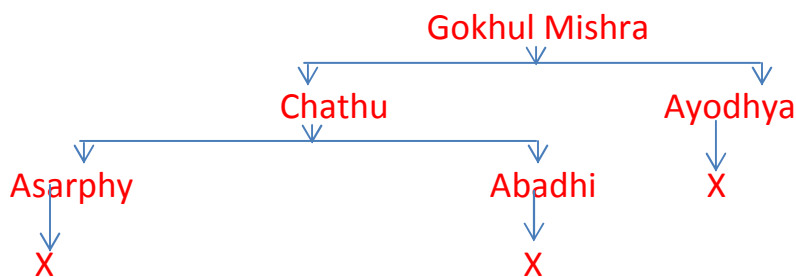 Gokhul Mishra
Chathu Ayodhya
Asarphy Abadhi X
X X